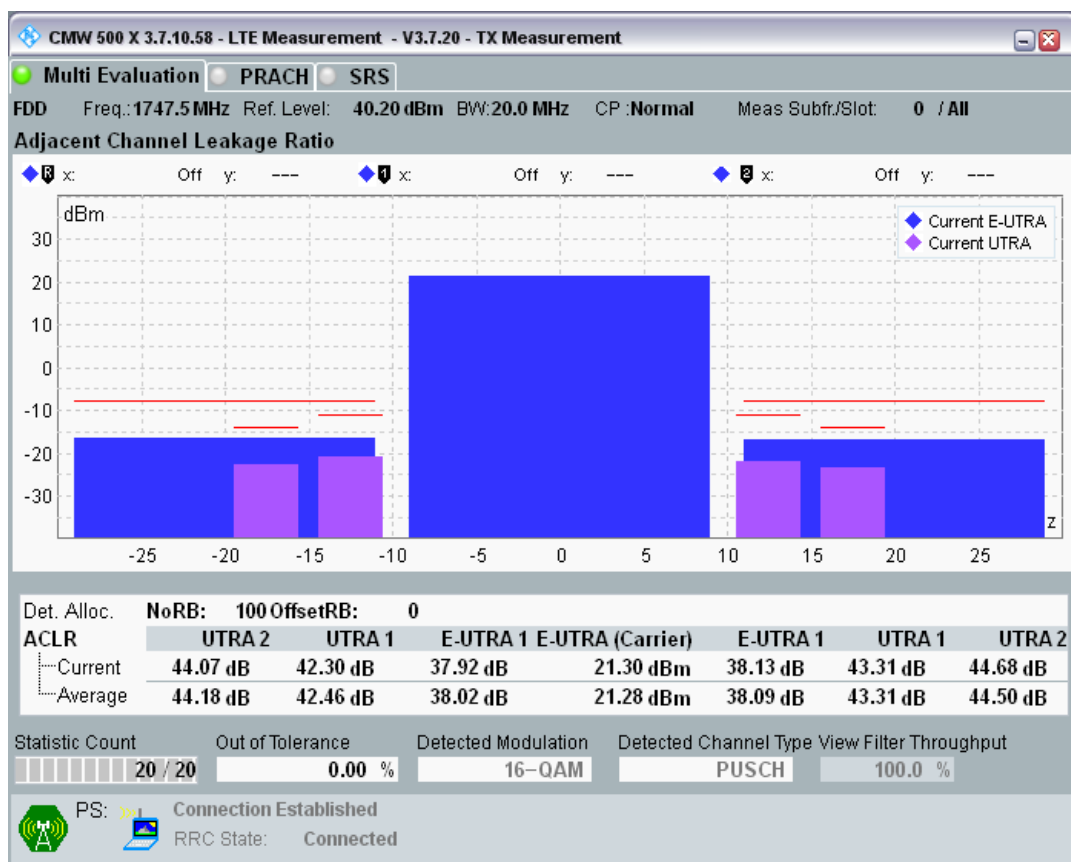 CMW 500 X 3.7.10.58 - LTE Measurement - V3.7.20 - TX Measurement
Multi Evaluation PRACH SRS
FDD Freq.: 1747.5 MHz Ref. Level: 40.20 dBm BW: 20.0 MHz CP : Normal Meas Subfr./Slot: 0 / All
Adjacent Channel Leakage Ratio
R x: Off y: --- 1 x: Off y: --- 2 x: Off y: ---
dBm
Current E-UTRA
Current UTRA
30
20
10
0
-10
-20
-30
z
-25 -20 -15 -10 -5 0 5 10 15 20 25
Det. Alloc. NoRB: 100 OffsetRB: 0
ACLR UTRA 2 UTRA 1 E-UTRA 1 E-UTRA (Carrier) E-UTRA 1 UTRA 1 UTRA 2
Current 44.07 dB 42.30 dB 37.92 dB 21.30 dBm 38.13 dB 43.31 dB 44.68 dB
Average 44.18 dB 42.46 dB 38.02 dB 21.28 dBm 38.09 dB 43.31 dB 44.50 dB
Statistic Count Out of Tolerance Detected Modulation Detected Channel Type View Filter Throughput
20 / 20 0.00 % 16-QAM PUSCH 100.0 %
PS: Connection Established
RRC State: Connected